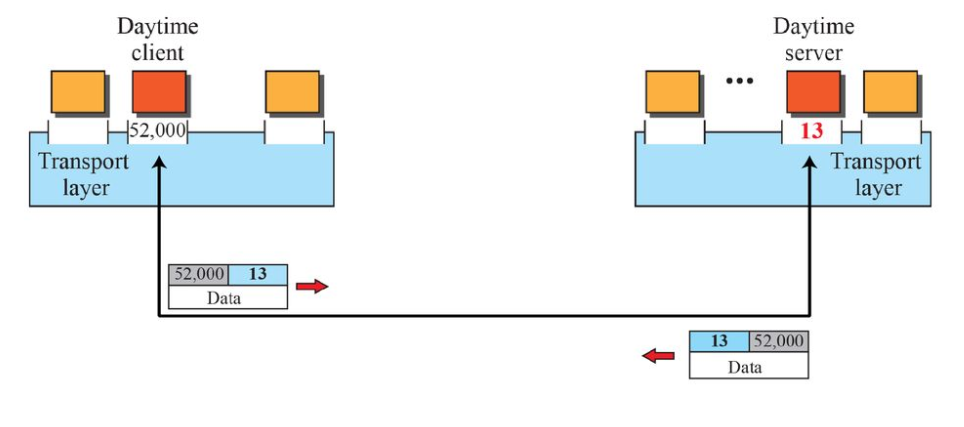 Daytime
client
Daytime
server
...
52,000
13
Transport
layer
Transport
layer
52,000 13
Data
13 52,000
Data